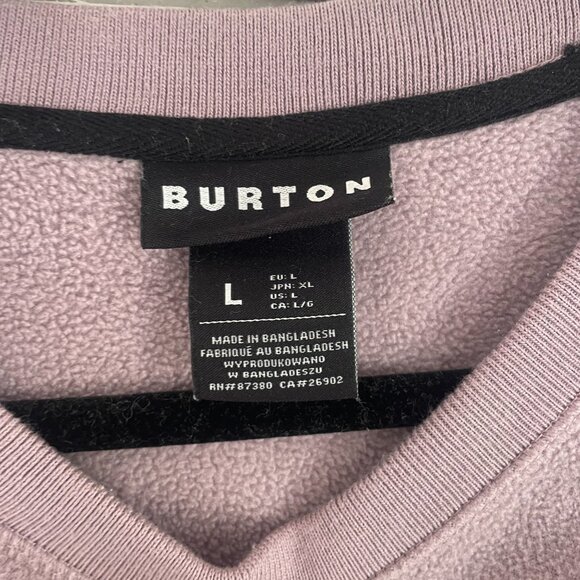 BURTON
L
EU: L
JPN: XL
US: L
CA: L/G
MADE IN BANGLADESH
FABRIQUÉ AU BANGLADESH
WYPRODUKOWANO
W BANGLADESZU
RN#87380 CA#26902